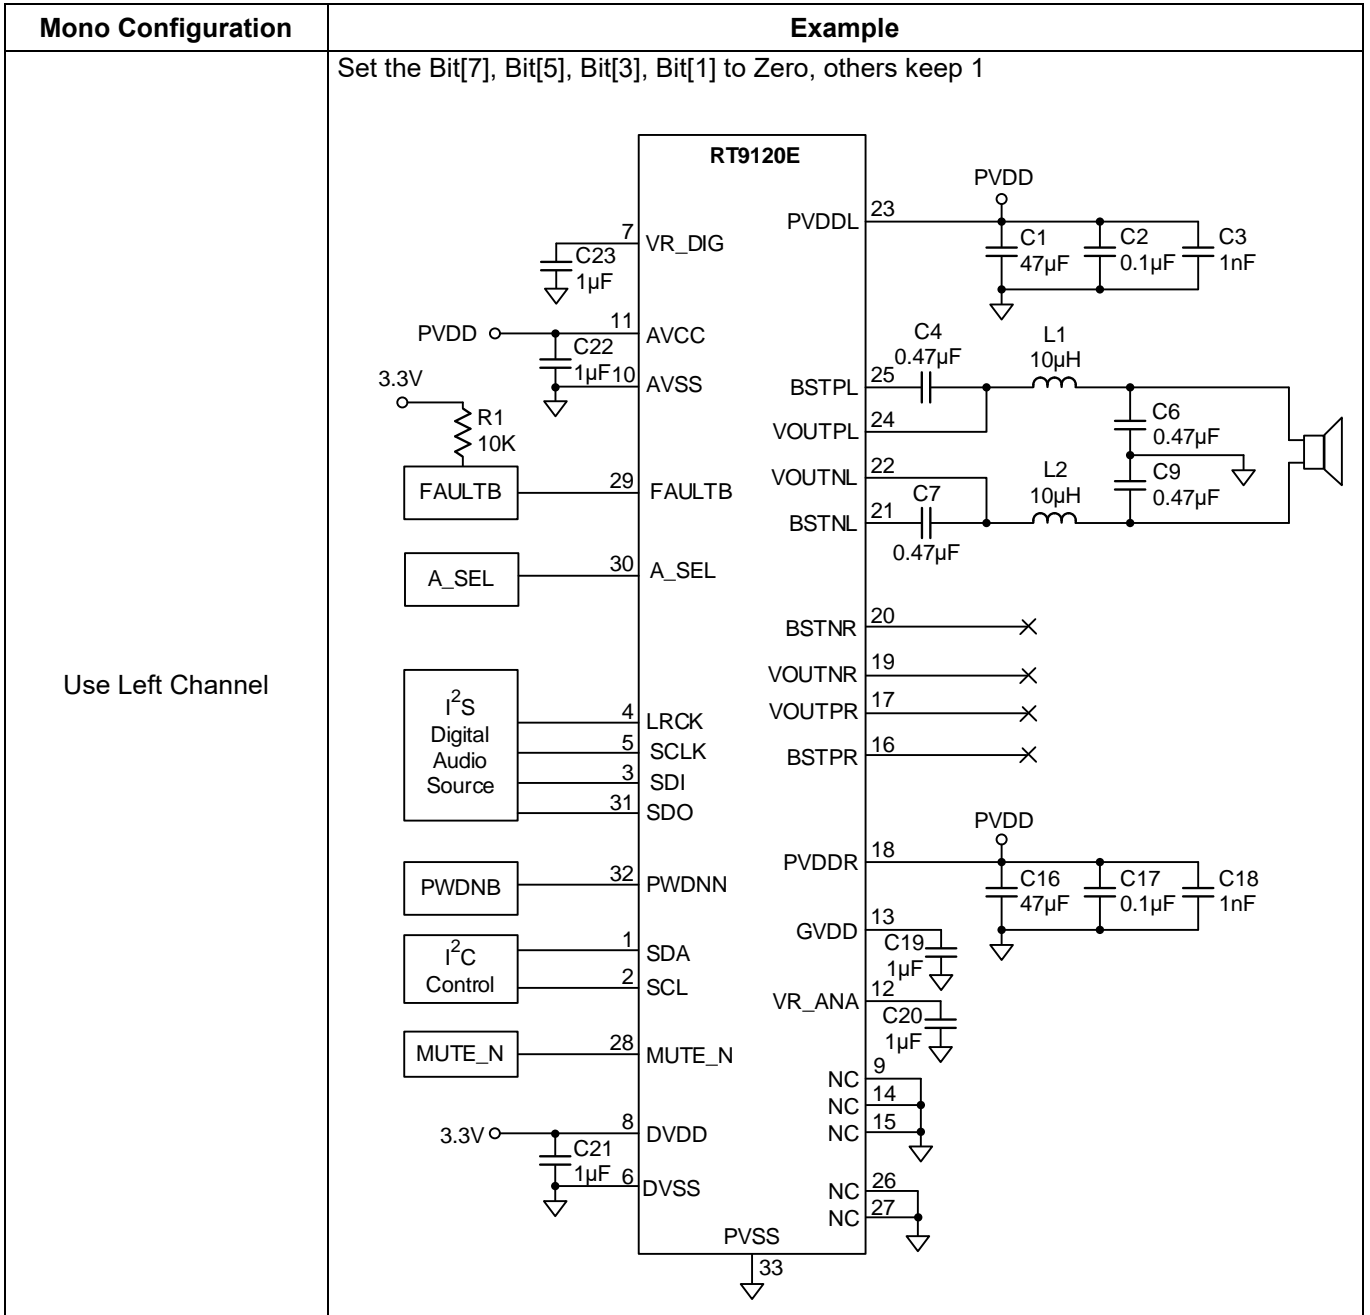 Mono Configuration
Example
Use Left Channel
Set the Bit[7], Bit[5], Bit[3], Bit[1] to Zero, others keep 1
RT9120E
7
VR_DIG
C23
1µF
PVDD
11
AVCC
C22
1µF
10
AVSS
3.3V
R1
10K
FAULTB
29
FAULTB
A_SEL
30
A_SEL
I2S
Digital
Audio
Source
4
LRCK
5
SCLK
3
SDI
31
SDO
PWDNB
32
PWDNN
I2C
Control
1
SDA
2
SCL
MUTE_N
28
MUTE_N
3.3V
8
DVDD
C21
1µF
6
DVSS
PVSS
33
PVDD
PVDDL
23
C1
47µF
C2
0.1µF
C3
1nF
C4
0.47µF
L1
10µH
BSTPL
25
VOUTPL
24
C6
0.47µF
VOUTNL
22
C7
0.47µF
L2
10µH
C9
0.47µF
BSTNL
21
BSTNR
20
VOUTNR
19
VOUTPR
17
BSTPR
16
PVDD
PVDDR
18
C16
47µF
C17
0.1µF
C18
1nF
GVDD
13
C19
1µF
VR_ANA
12
C20
1µF
NC
9
NC
14
NC
15
NC
26
NC
27